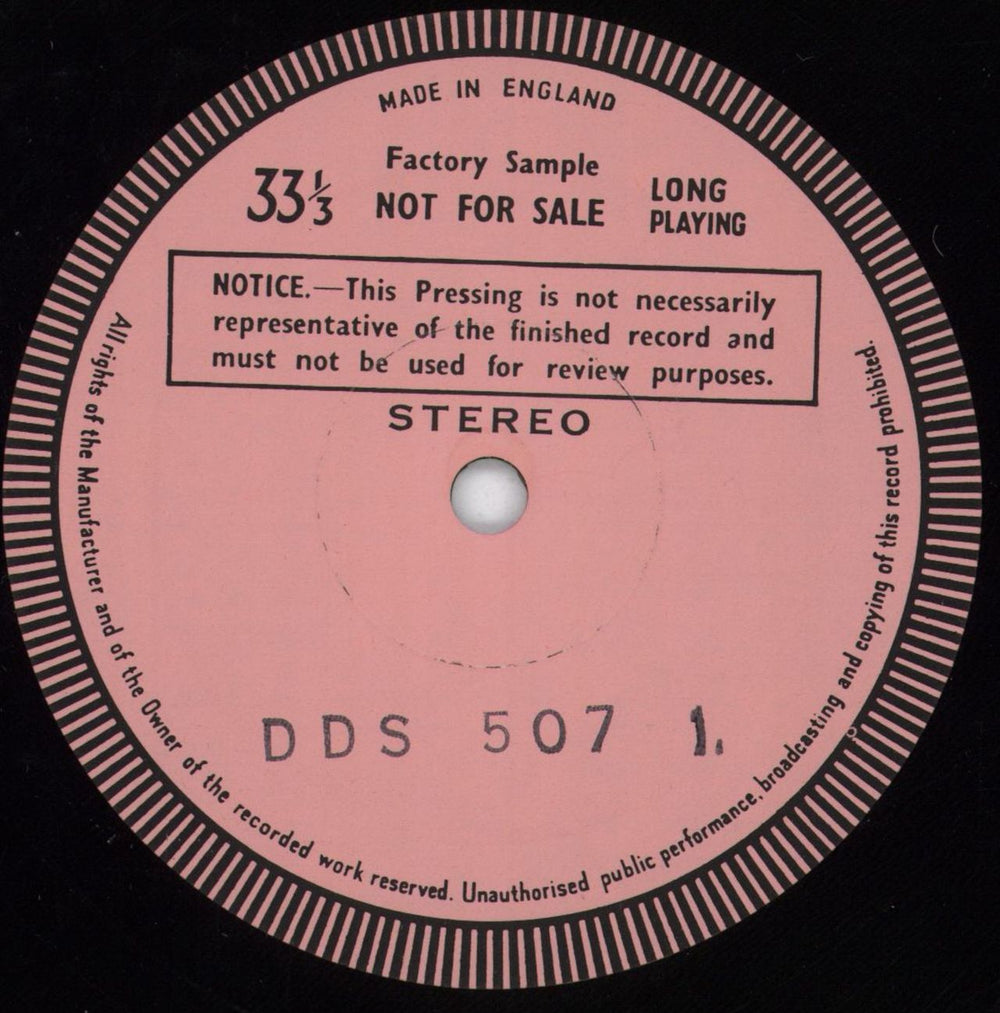 MADE IN ENGLAND
33⅓
Factory Sample
NOT FOR SALE
LONG
PLAYING
NOTICE.—This Pressing is not necessarily
representative of the finished record and
must not be used for review purposes.
STEREO
DDS 507 1.
All rights of the Manufacturer and of the Owner of the recorded work reserved. Unauthorised public performance, broadcasting and copying of this record prohibited.